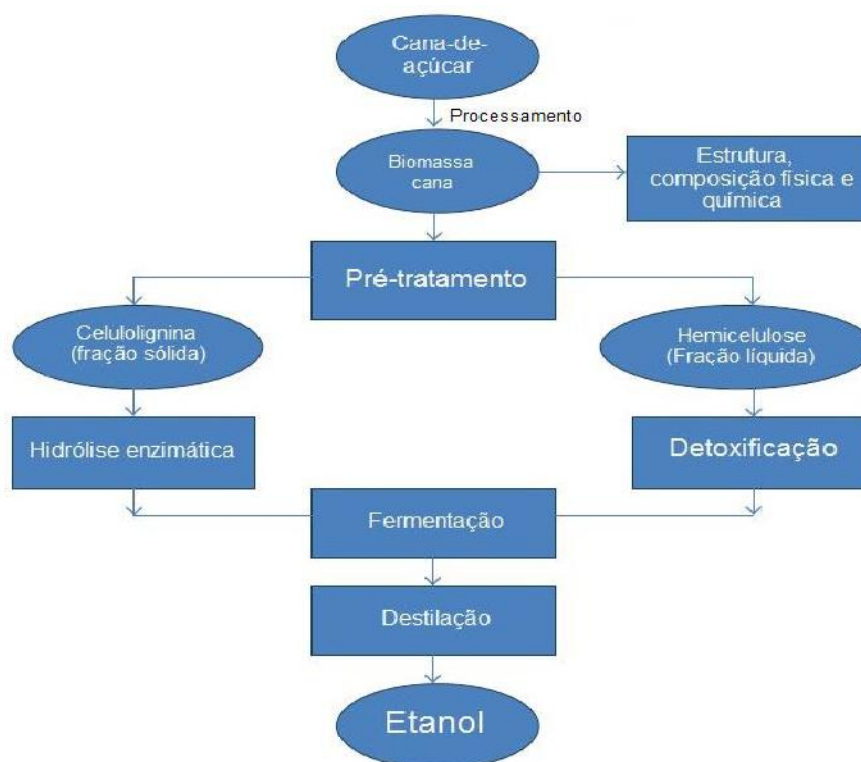 Cana-de-
açúcar
Processamento
Biomassa
cana
Estrutura,
composição física e
química
Pré-tratamento
Celulolignina
(fração sólida)
Hemicelulose
(Fração líquida)
Hidrólise enzimática
Detoxificação
Fermentação
Destilação
Etanol